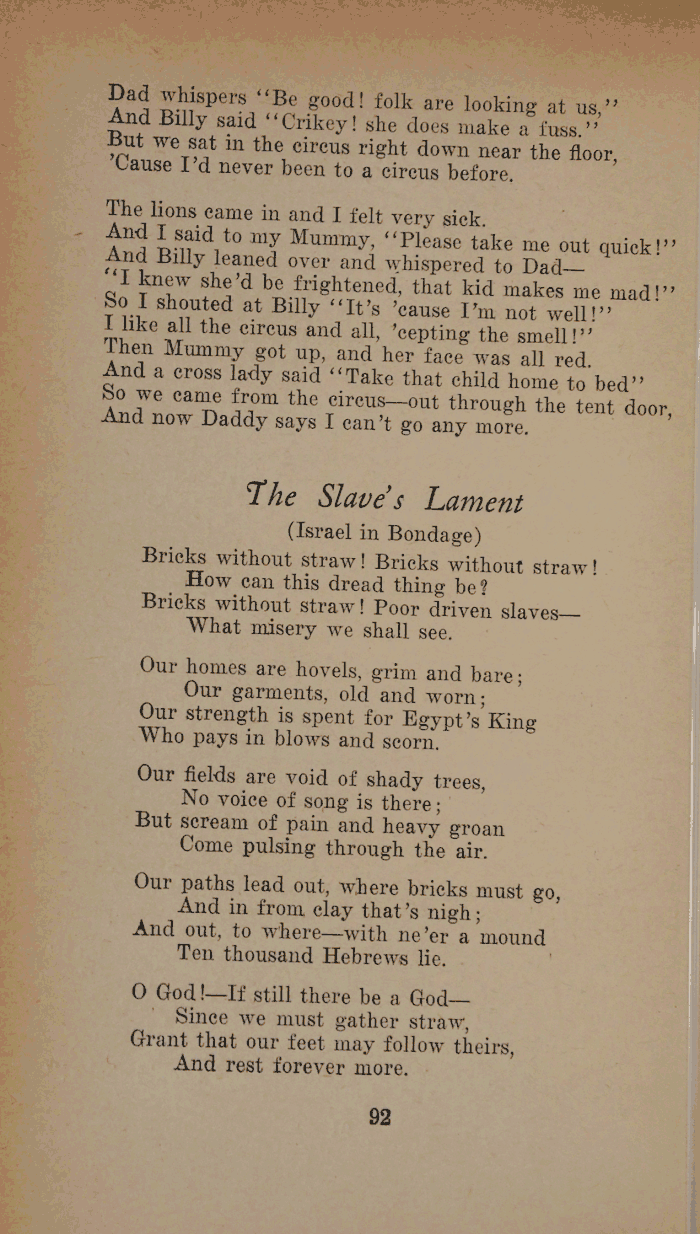 Dad whispers “Be good! folk are looking at us,”
And Billy said “Crikey! she does make a fuss.”
But we sat in the circus right down near the floor,
’Cause I’d never been to a circus before.
The lions came in and I felt very sick.
And I said to my Mummy, “Please take me out quick!”
And Billy leaned over and whispered to Dad—
“I knew she’d be frightened, that kid makes me mad!”
So I shouted at Billy “It’s ’cause I’m not well!”
I like all the circus and all, ’cepting the smell!”
Then Mummy got up, and her face was all red.
And a cross lady said “Take that child home to bed”
So we came from the circus—out through the tent door,
And now Daddy says I can’t go any more.
The Slave’s Lament
(Israel in Bondage)
Bricks without straw! Bricks without straw!
How can this dread thing be?
Bricks without straw! Poor driven slaves—
What misery we shall see.
Our homes are hovels, grim and bare;
Our garments, old and worn;
Our strength is spent for Egypt’s King
Who pays in blows and scorn.
Our fields are void of shady trees,
No voice of song is there;
But scream of pain and heavy groan
Come pulsing through the air.
Our paths lead out, where bricks must go,
And in from clay that’s nigh;
And out, to where—with ne’er a mound
Ten thousand Hebrews lie.
O God!—If still there be a God—
Since we must gather straw,
Grant that our feet may follow theirs,
And rest forever more.
92